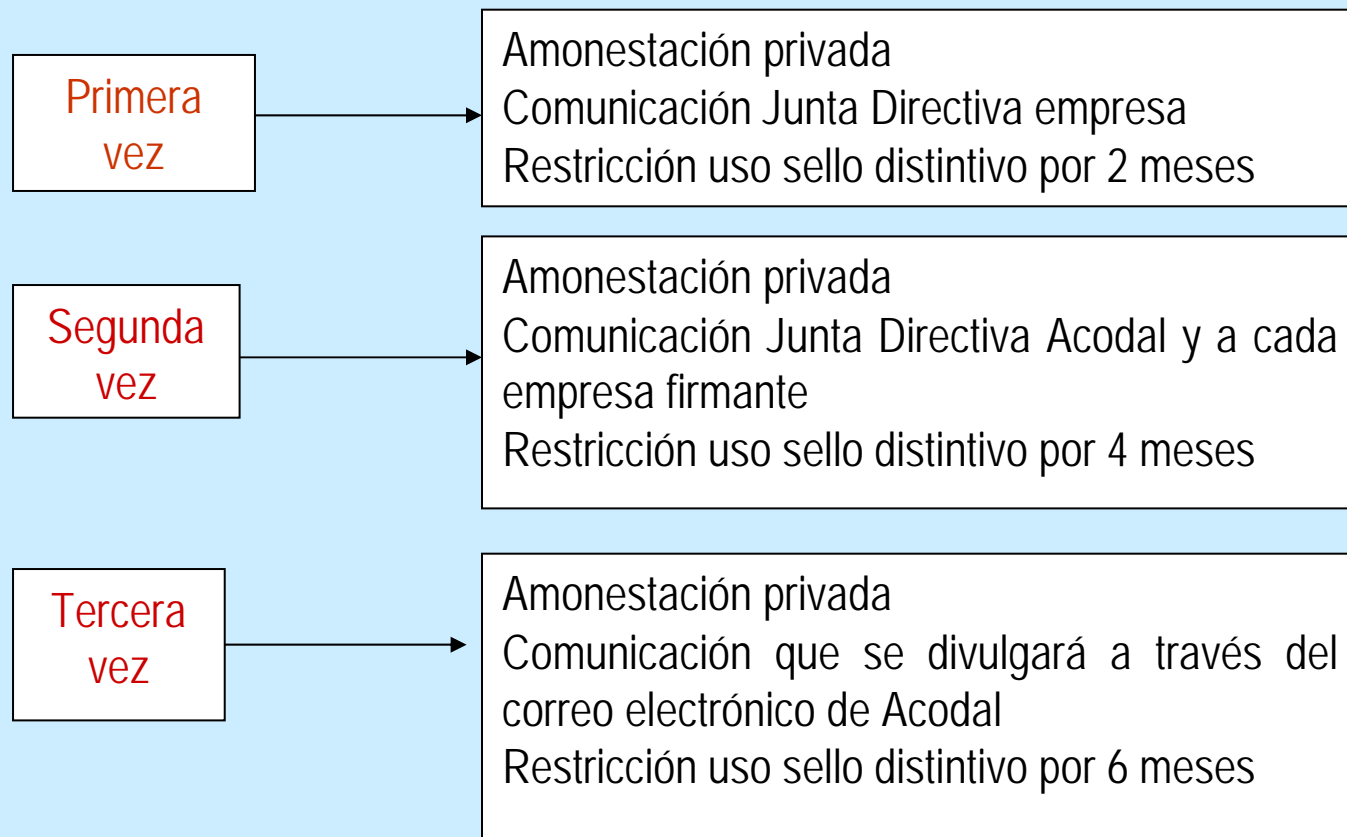 Primera
vez
Amonestación privada
Comunicación Junta Directiva empresa
Restricción uso sello distintivo por 2 meses
Segunda
vez
Amonestación privada
Comunicación Junta Directiva Acodal y a cada
empresa firmante
Restricción uso sello distintivo por 4 meses
Tercera
vez
Amonestación privada
Comunicación que se divulgará a través del
correo electrónico de Acodal
Restricción uso sello distintivo por 6 meses